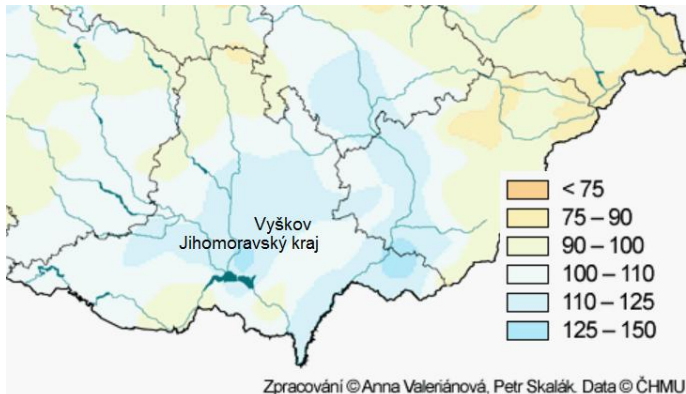 Vyškov
Jihomoravský kraj
< 75
75 – 90
90 – 100
100 – 110
110 – 125
125 – 150
Zpracování © Anna Valeriánová, Petr Skalák. Data © ČHMU